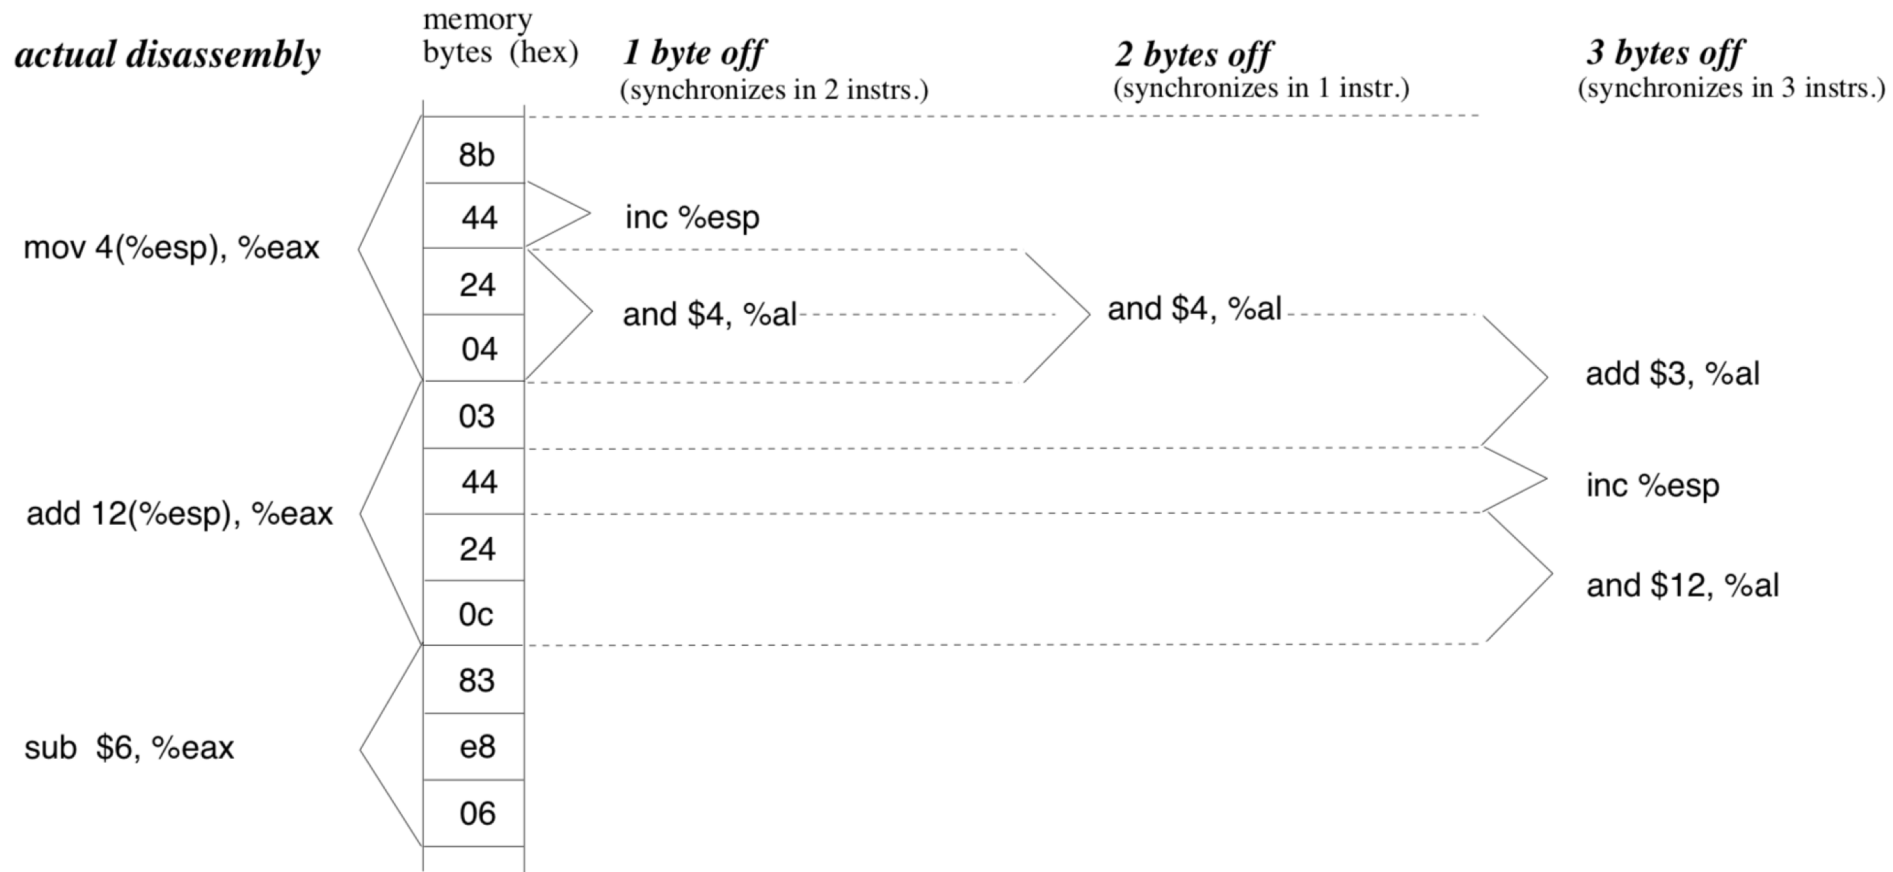 actual disassembly
memory
bytes (hex)
1 byte off
(synchronizes in 2 instrs.)
2 bytes off
(synchronizes in 1 instr.)
3 bytes off
(synchronizes in 3 instrs.)
8b
44
inc %esp
mov 4(%esp), %eax
24
and $4, %al
and $4, %al
04
add $3, %al
03
44
inc %esp
add 12(%esp), %eax
24
and $12, %al
0c
83
sub $6, %eax
e8
06